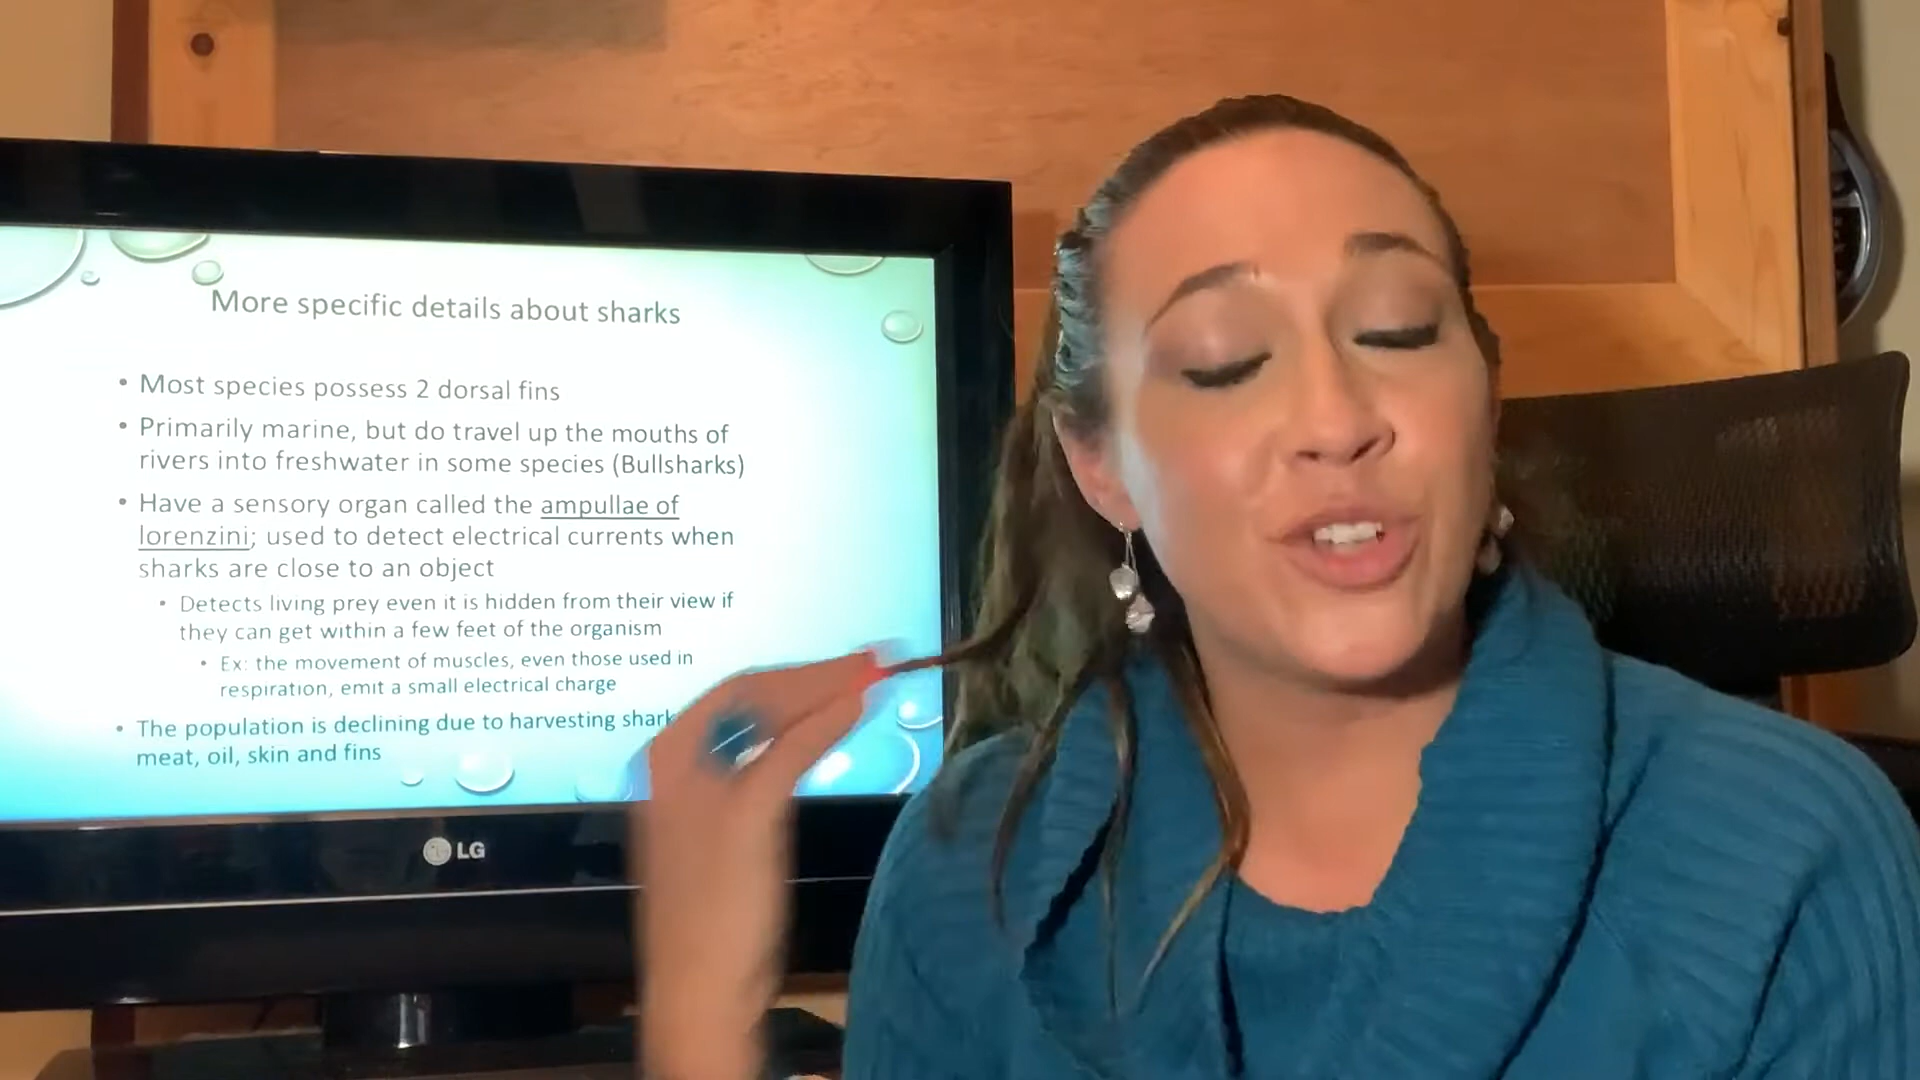 More specific details about sharks
• Most species possess 2 dorsal fins
• Primarily marine, but do travel up the mouths of
rivers into freshwater in some species (Bullsharks)
• Have a sensory organ called the ampullae of
lorenzini; used to detect electrical currents when
sharks are close to an object
• Detects living prey even it is hidden from their view if
they can get within a few feet of the organism
• Ex: the movement of muscles, even those used in
respiration, emit a small electrical charge
• The population is declining due to harvesting shark
meat, oil, skin and fins
LG